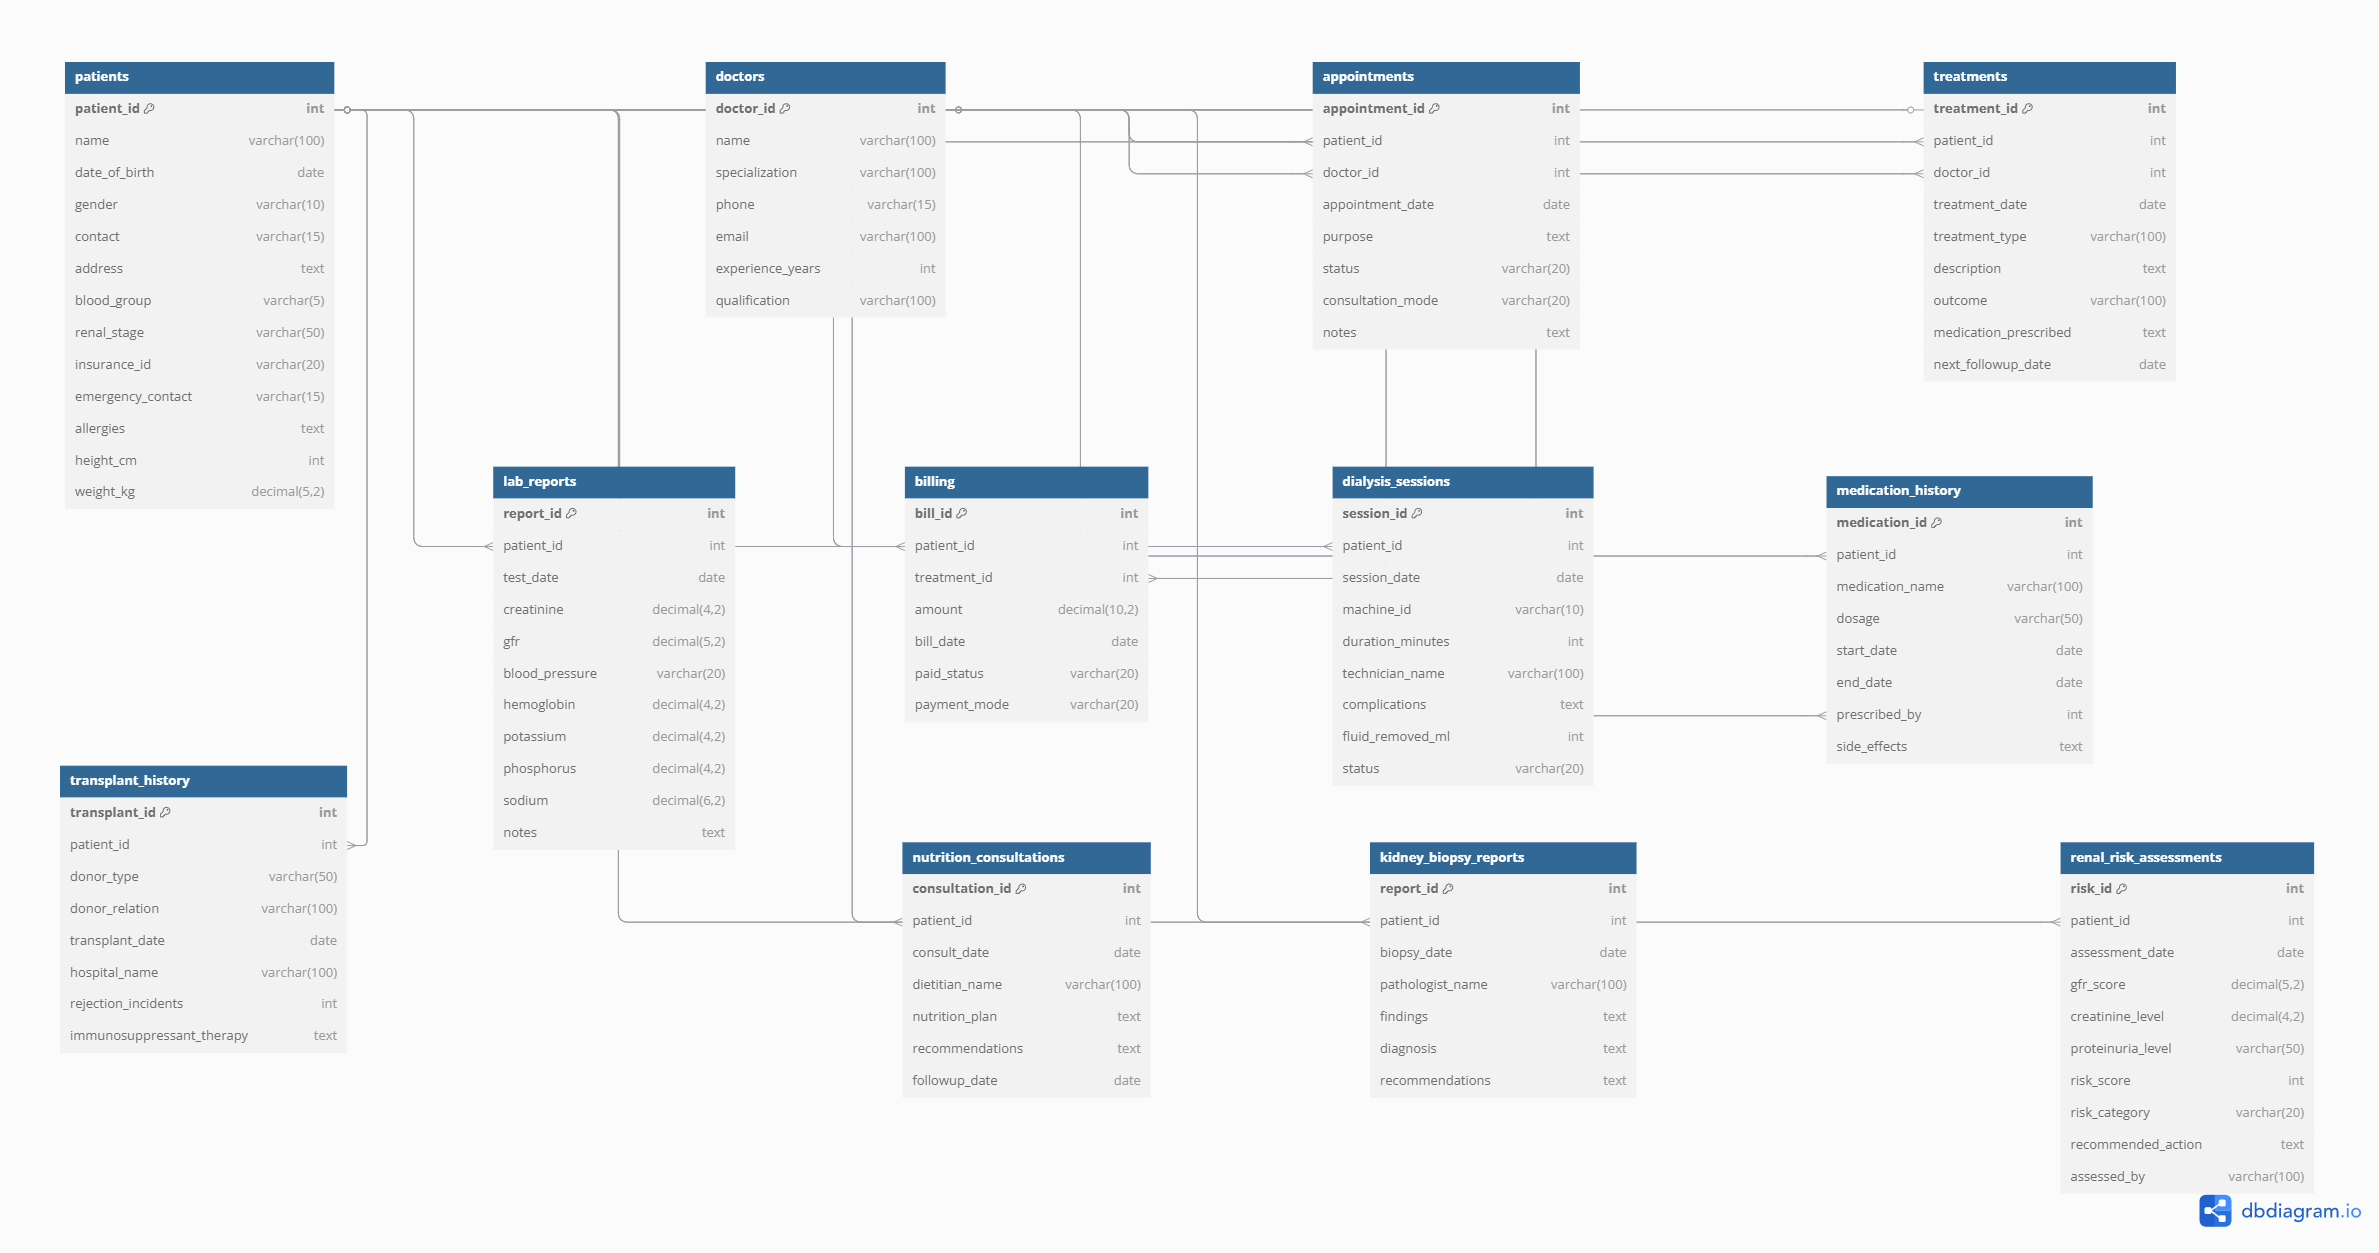 patients
patient_id int
name varchar(100)
date_of_birth date
gender varchar(10)
contact varchar(15)
address text
blood_group varchar(5)
renal_stage varchar(50)
insurance_id varchar(20)
emergency_contact varchar(15)
allergies text
height_cm int
weight_kg decimal(5,2)
doctors
doctor_id int
name varchar(100)
specialization varchar(100)
phone varchar(15)
email varchar(100)
experience_years int
qualification varchar(100)
appointments
appointment_id int
patient_id int
doctor_id int
appointment_date date
purpose text
status varchar(20)
consultation_mode varchar(20)
notes text
treatments
treatment_id int
patient_id int
doctor_id int
treatment_date date
treatment_type varchar(100)
description text
outcome varchar(100)
medication_prescribed text
next_followup_date date
lab_reports
report_id int
patient_id int
test_date date
creatinine decimal(4,2)
gfr decimal(5,2)
blood_pressure varchar(20)
hemoglobin decimal(4,2)
potassium decimal(4,2)
phosphorus decimal(4,2)
sodium decimal(6,2)
notes text
billing
bill_id int
patient_id int
treatment_id int
amount decimal(10,2)
bill_date date
paid_status varchar(20)
payment_mode varchar(20)
dialysis_sessions
session_id int
patient_id int
session_date date
machine_id varchar(10)
duration_minutes int
technician_name varchar(100)
complications text
fluid_removed_ml int
status varchar(20)
medication_history
medication_id int
patient_id int
medication_name varchar(100)
dosage varchar(50)
start_date date
end_date date
prescribed_by int
side_effects text
transplant_history
transplant_id int
patient_id int
donor_type varchar(50)
donor_relation varchar(100)
transplant_date date
hospital_name varchar(100)
rejection_incidents int
immunosuppressant_therapy text
nutrition_consultations
consultation_id int
patient_id int
consult_date date
dietitian_name varchar(100)
nutrition_plan text
recommendations text
followup_date date
kidney_biopsy_reports
report_id int
patient_id int
biopsy_date date
pathologist_name varchar(100)
findings text
diagnosis text
recommendations text
renal_risk_assessments
risk_id int
patient_id int
assessment_date date
gfr_score decimal(5,2)
creatinine_level decimal(4,2)
proteinuria_level varchar(50)
risk_score int
risk_category varchar(20)
recommended_action text
assessed_by varchar(100)
dbdiagram.io